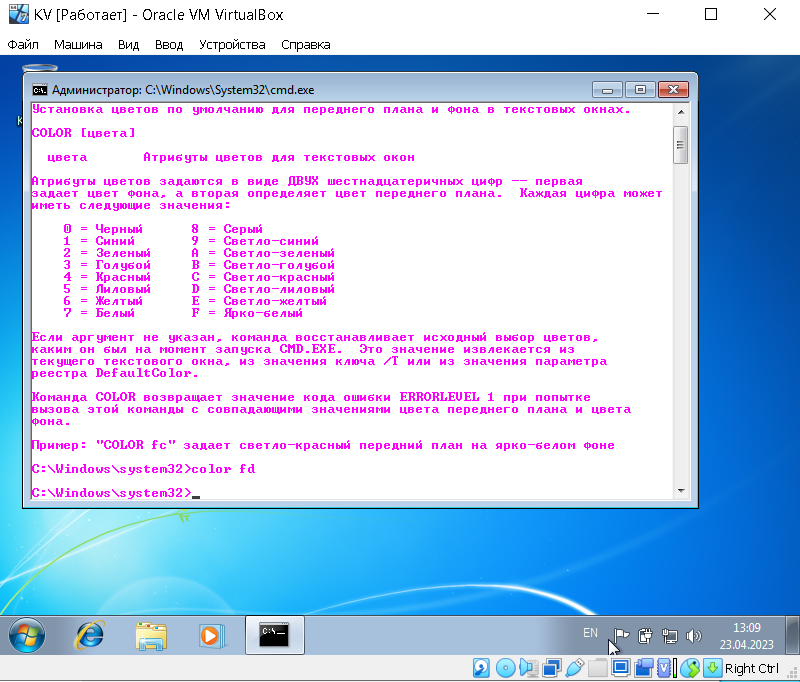 KV [Работает] - Oracle VM VirtualBox
Файл Машина Вид Ввод Устройства Справка
Администратор: C:\Windows\System32\cmd.exe
Установка цветов по умолчанию для переднего плана и фона в текстовых окнах.
COLOR [цвета]
цвета Атрибуты цветов для текстовых окон
Атрибуты цветов задаются в виде ДВУХ шестнадцатеричных цифр -- первая
задает цвет фона, а вторая определяет цвет переднего плана. Каждая цифра может
иметь следующие значения:
0 = Черный 8 = Серый
1 = Синий 9 = Светло-синий
2 = Зеленый A = Светло-зеленый
3 = Голубой B = Светло-голубой
4 = Красный C = Светло-красный
5 = Лиловый D = Светло-лиловый
6 = Желтый E = Светло-желтый
7 = Белый F = Ярко-белый
Если аргумент не указан, команда восстанавливает исходный выбор цветов,
каким он был на момент запуска CMD.EXE. Это значение извлекается из
текущего текстового окна, из значения ключа /T или из значения параметра
реестра DefaultColor.
Команда COLOR возвращает значение кода ошибки ERRORLEVEL 1 при попытке
вызова этой команды с совпадающими значениями цвета переднего плана и цвета
фона.
Пример: "COLOR fc" задает светло-красный передний план на ярко-белом фоне
C:\Windows\system32>color fd
C:\Windows\system32>_
EN
13:09
23.04.2023
Right Ctrl